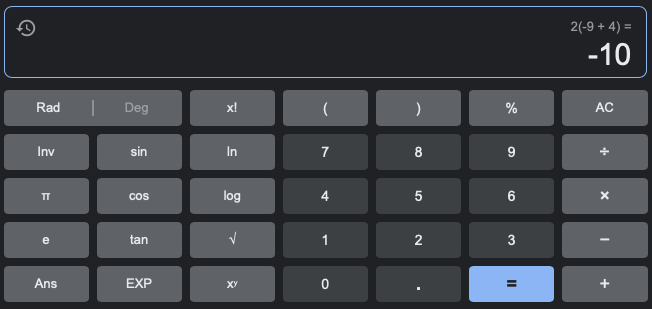 2(-9 + 4) =
-10
Rad | Deg x! ( ) % AC
Inv sin ln 7 8 9 ÷
π cos log 4 5 6 ×
e tan √ 1 2 3 −
Ans EXP xʸ 0 . = +